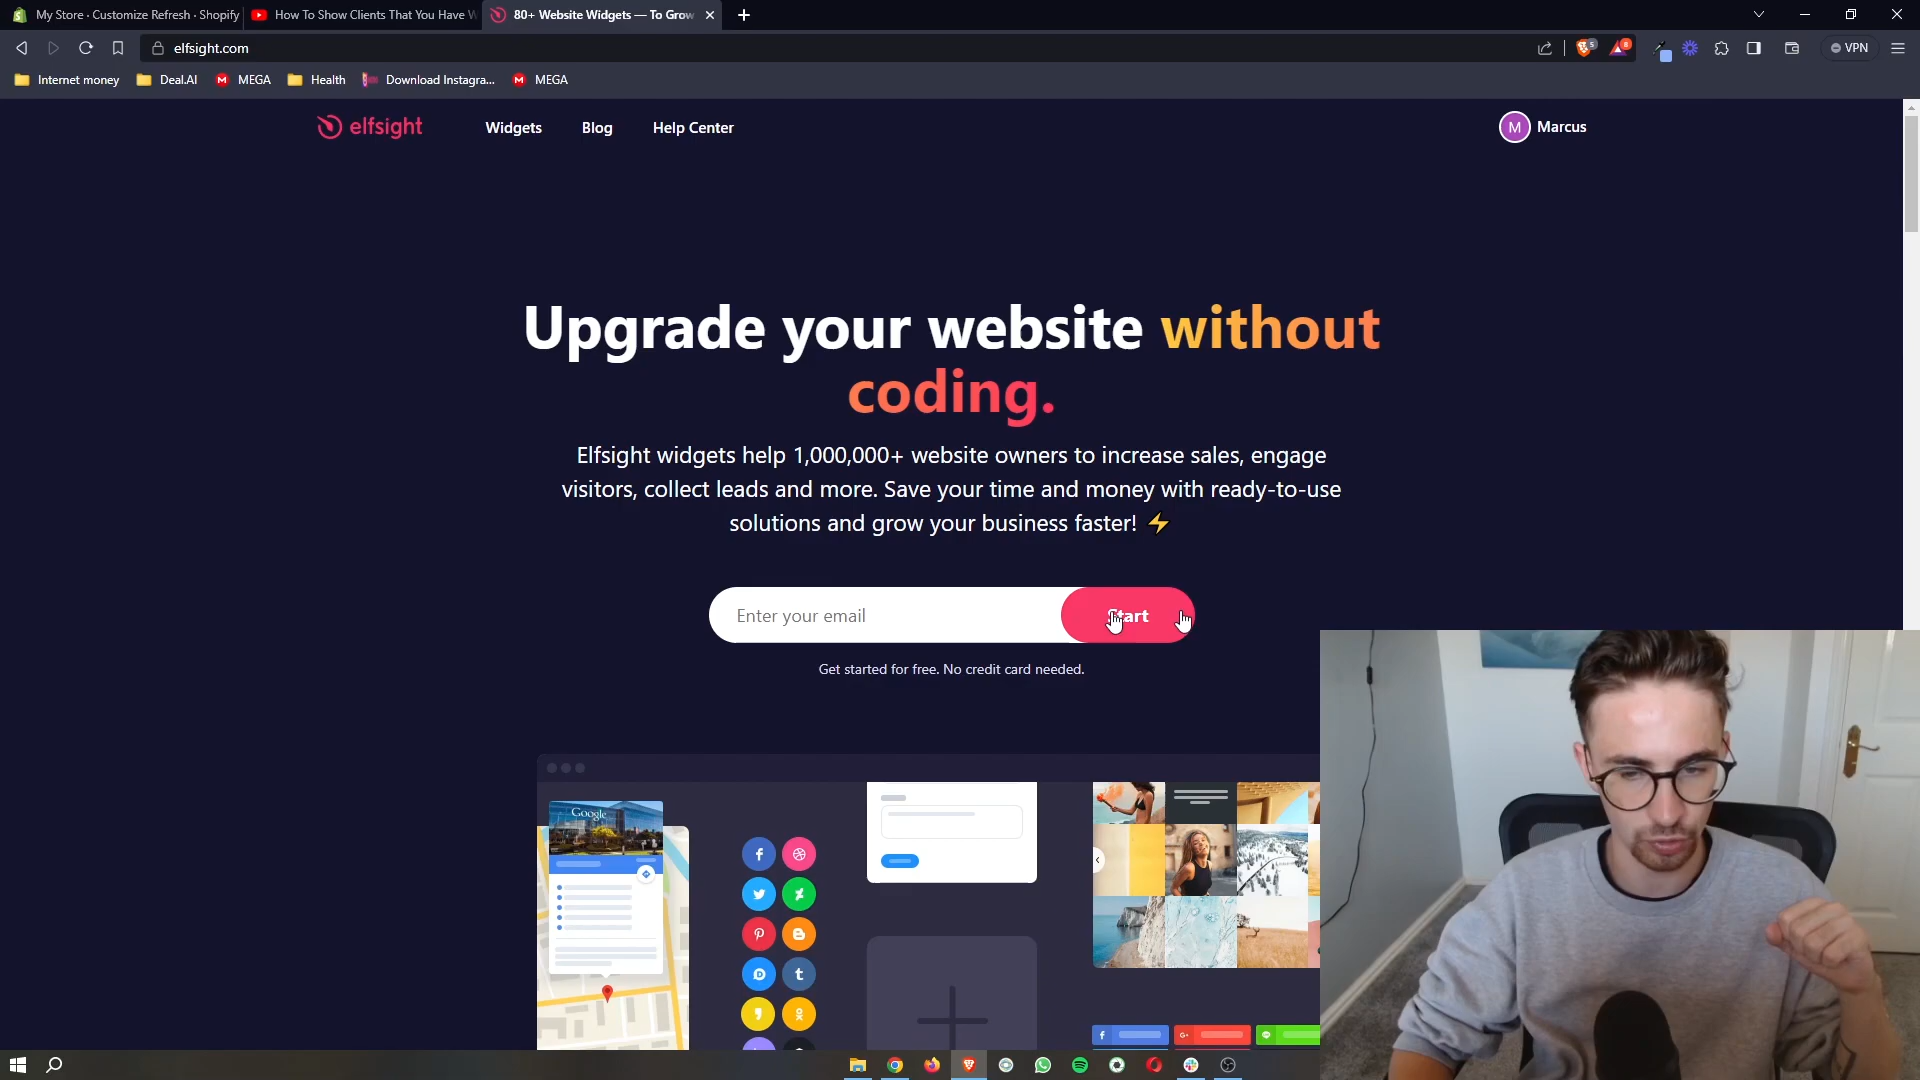 My Store · Customize Refresh · Shopify
How To Show Clients That You Have W
80+ Website Widgets — To Grow
elfsight.com
VPN
Internet money
Deal.AI
MEGA
Health
Download Instagra...
MEGA
elfsight
Widgets
Blog
Help Center
M
Marcus
Upgrade your website without
coding.
Elfsight widgets help 1,000,000+ website owners to increase sales, engage
visitors, collect leads and more. Save your time and money with ready-to-use
solutions and grow your business faster! ⚡
Enter your email
Start
Get started for free. No credit card needed.
Google